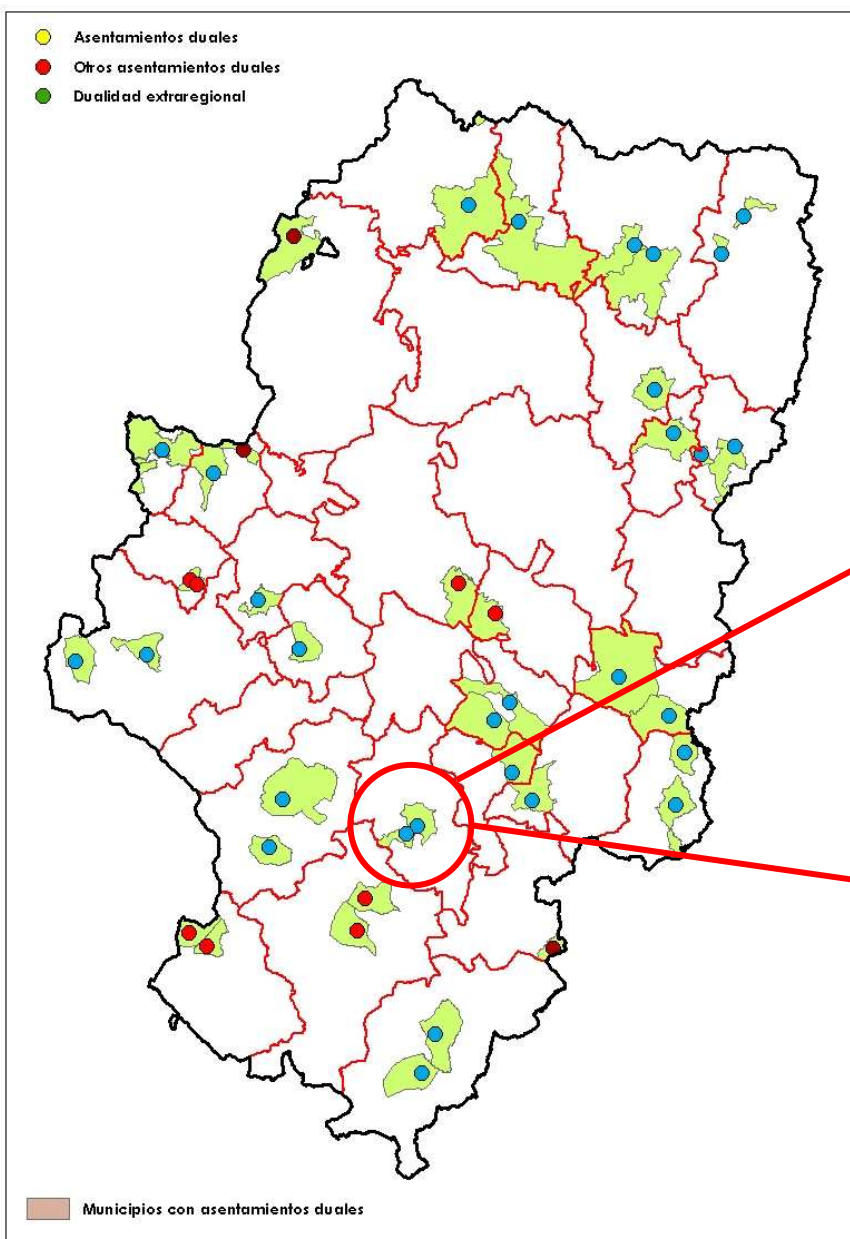 Asentamientos duales
Otros asentamientos duales
Dualidad extraregional
Municipios con asentamientos duales